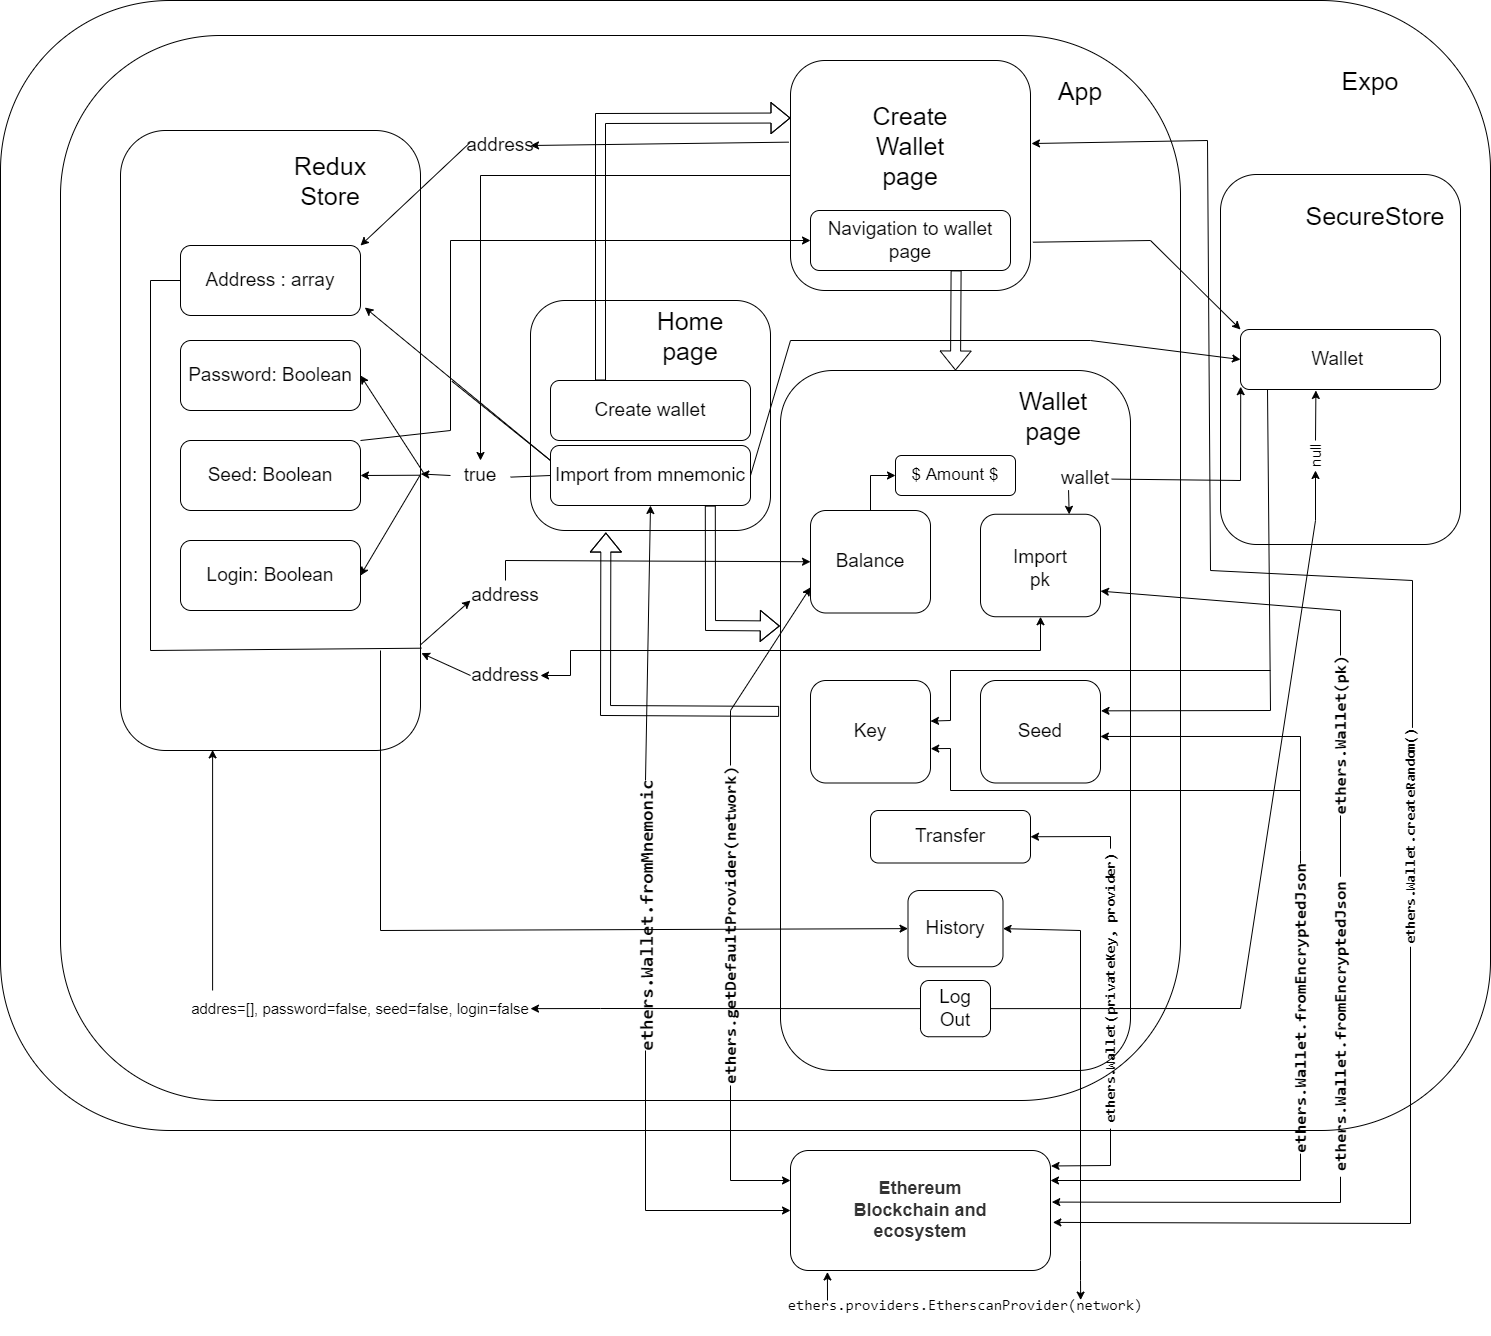 Expo
App
Create
Wallet
page
address
Redux
Store
SecureStore
Navigation to wallet
page
Address : array
Home
page
Wallet
Password: Boolean
Create wallet
Wallet
page
null
Seed: Boolean
true
Import from mnemonic
$ Amount $
wallet
Balance
Import
pk
Login: Boolean
address
address
Key
Seed
ethers.Wallet(pk)
ethers.Wallet.createRandom()
ethers.Wallet.fromMnemonic
ethers.getDefaultProvider(network)
Transfer
ethers.Wallet(privateKey, provider)
ethers.Wallet.fromEncryptedJson
ethers.Wallet.fromEncryptedJson
History
addres=[], password=false, seed=false, login=false
Log
Out
Ethereum
Blockchain and
ecosystem
ethers.providers.EtherscanProvider(network)